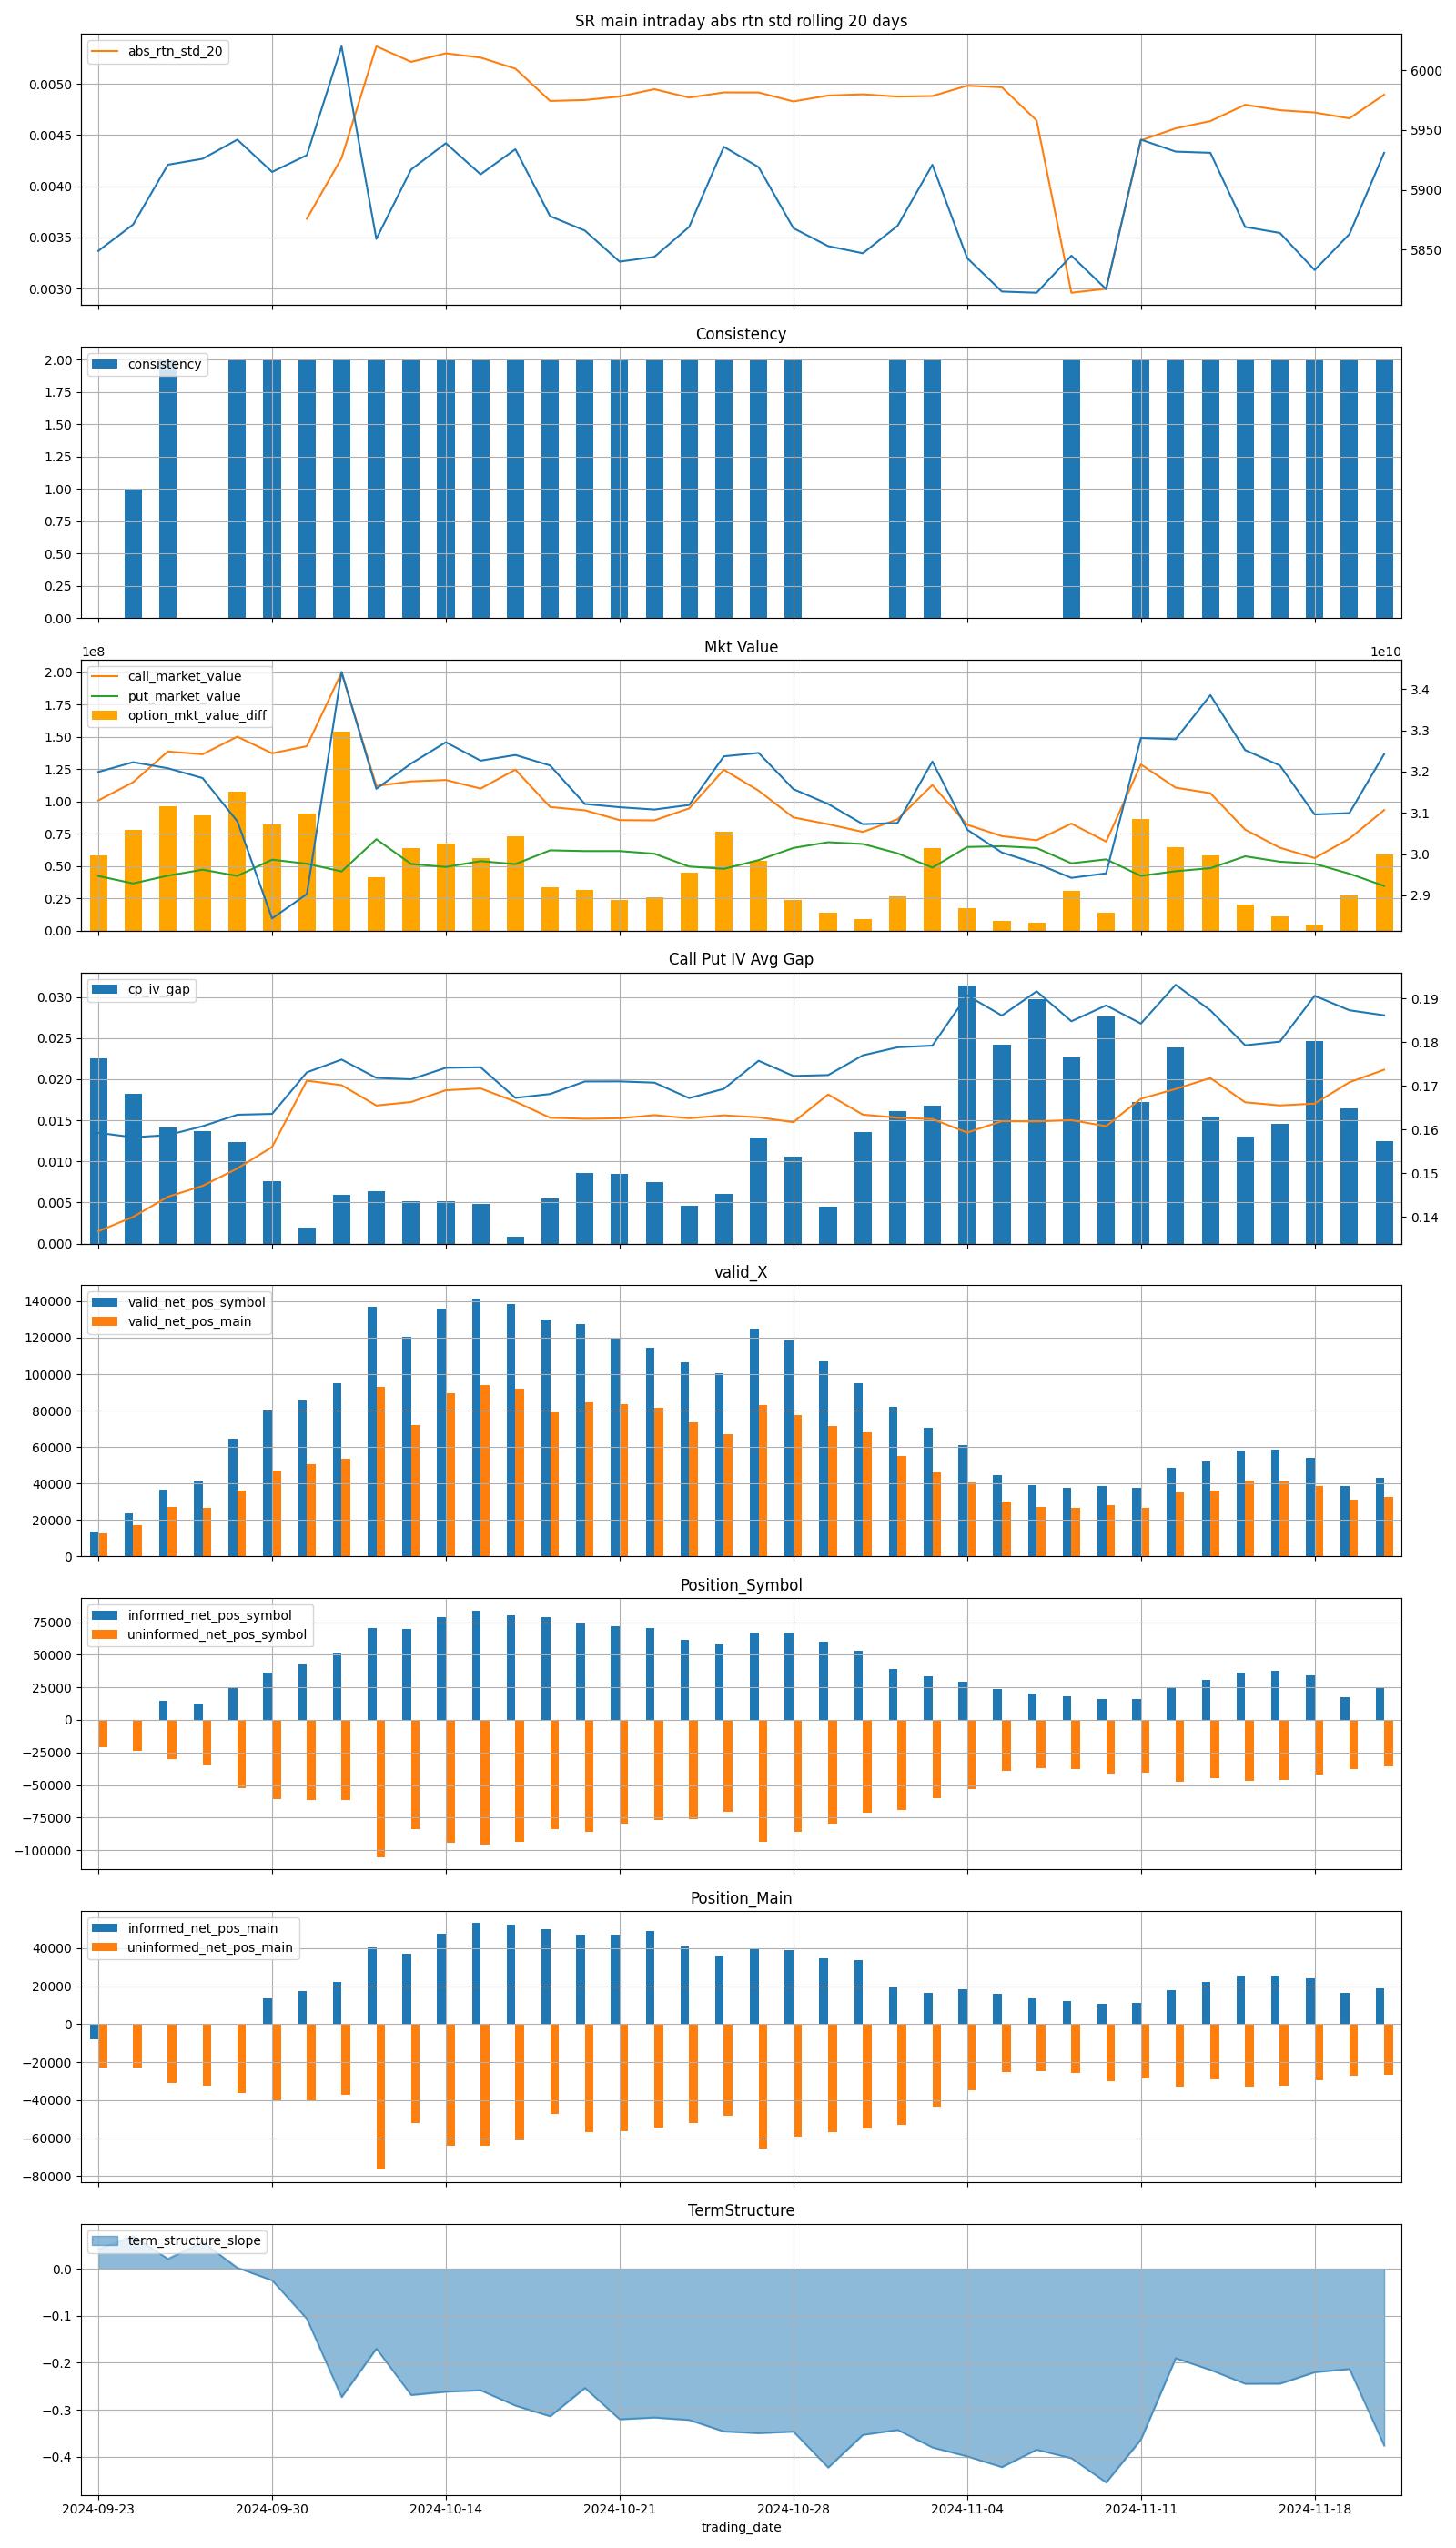 SR main intraday abs rtn std rolling 20 days
abs_rtn_std_20
0.0050
0.0045
0.0040
0.0035
0.0030
6000
5950
5900
5850
Consistency
consistency
2.00
1.75
1.50
1.25
1.00
0.75
0.50
0.25
0.00
Mkt Value
1e8
1e10
call_market_value
put_market_value
option_mkt_value_diff
2.00
1.75
1.50
1.25
1.00
0.75
0.50
0.25
0.00
3.4
3.3
3.2
3.1
3.0
2.9
Call Put IV Avg Gap
cp_iv_gap
0.030
0.025
0.020
0.015
0.010
0.005
0.000
0.19
0.18
0.17
0.16
0.15
0.14
valid_X
valid_net_pos_symbol
valid_net_pos_main
140000
120000
100000
80000
60000
40000
20000
0
Position_Symbol
informed_net_pos_symbol
uninformed_net_pos_symbol
75000
50000
25000
0
−25000
−50000
−75000
−100000
Position_Main
informed_net_pos_main
uninformed_net_pos_main
40000
20000
0
−20000
−40000
−60000
−80000
TermStructure
term_structure_slope
0.0
−0.1
−0.2
−0.3
−0.4
2024-09-23 2024-09-30 2024-10-14 2024-10-21 2024-10-28 2024-11-04 2024-11-11 2024-11-18
trading_date